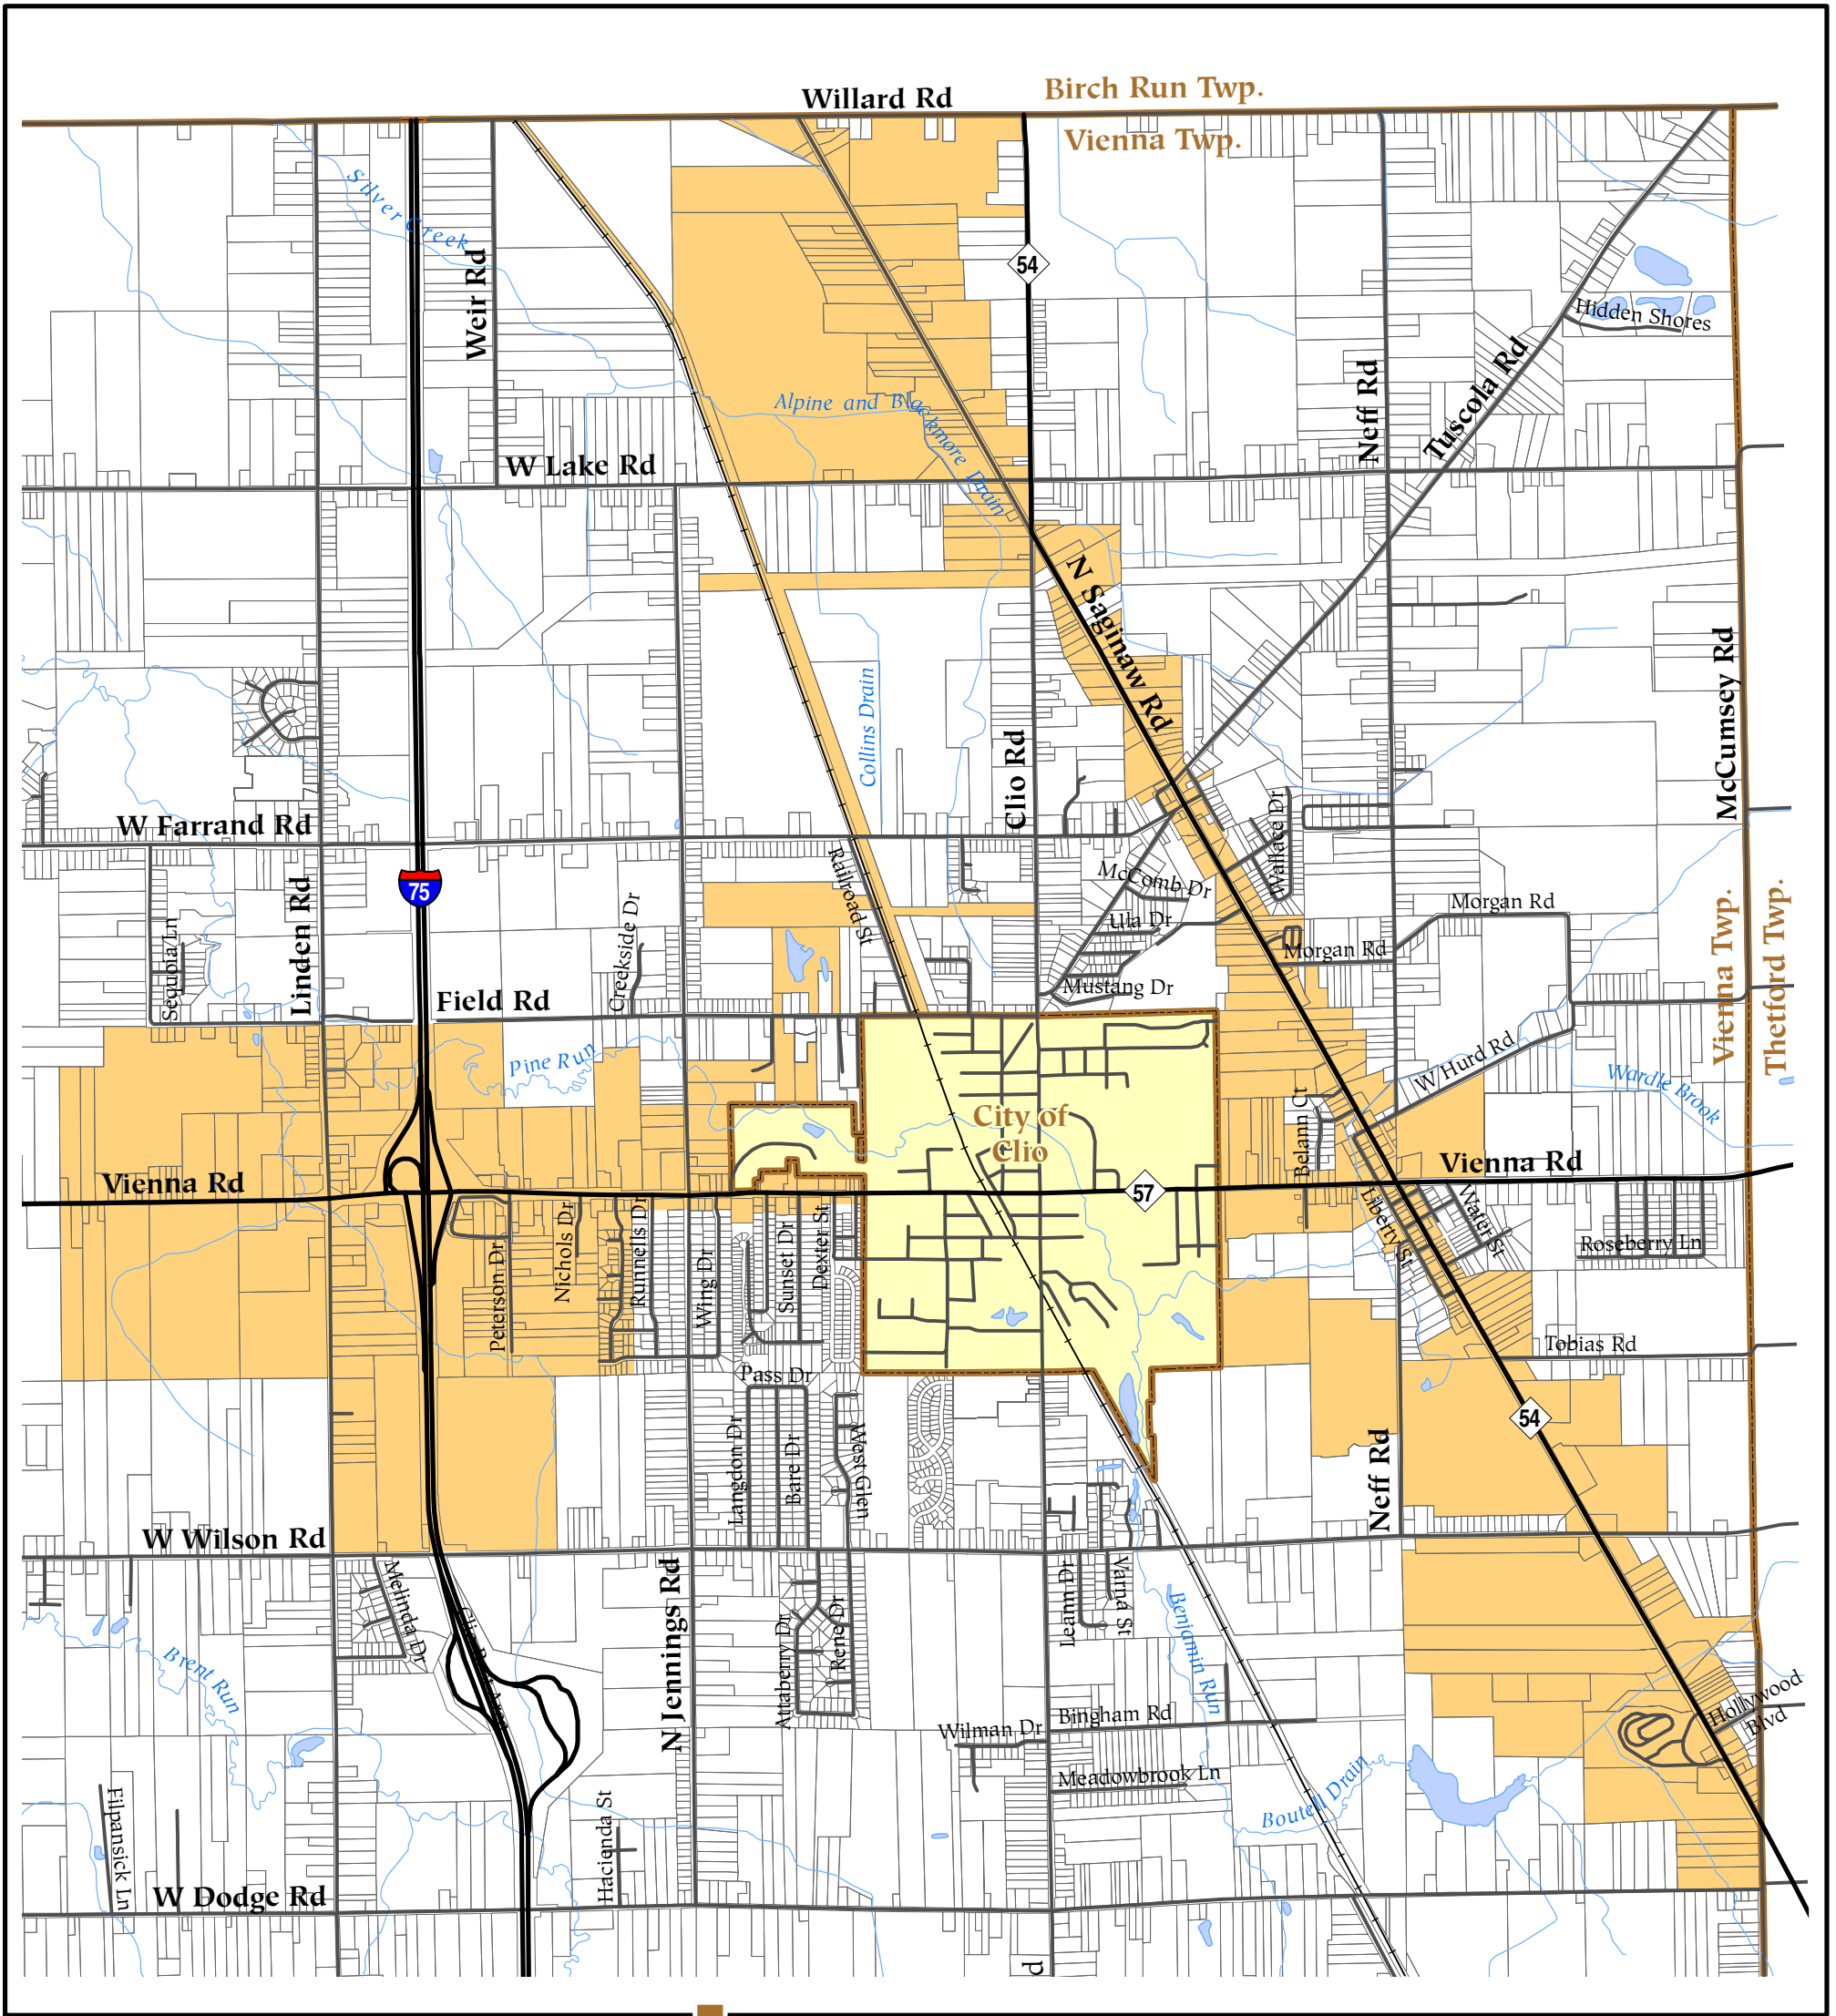 Birch Run Twp.
Willard Rd
Vienna Twp.
Silver Creek
54
Weir Rd
Hidden Shores
Neff Rd
Tuscola Rd
Alpine and Blackmore Drain
W Lake Rd
N Saginaw Rd
McCumsey Rd
Collins Drain
Clio Rd
W Farrand Rd
Wallace Dr
Railroad St
McComb Dr
75
Linden Rd
Morgan Rd
Ula Dr
Creekside Dr
Sequoia Ln
Morgan Rd
Vienna Twp.
Thetford Twp.
Mustang Dr
Field Rd
Pine Run
W Hurd Rd
Wardle Brook
City of
Clio
Belann Ct
Vienna Rd
Vienna Rd
57
Liberty St
Water St
Roseberry Ln
Peterson Dr
Nichols Dr
Runnells Dr
Wing Dr
Sunset Dr
Dexter St
Tobias Rd
Pass Dr
54
Langdon Dr
Bare Dr
West Glen
Neff Rd
W Wilson Rd
Melinda Dr
Clio Rest Area
N Jennings Rd
Attaberry Dr
Rene Dr
Leann Dr
Varna St
Benjamin Run
Brent Run
Hollywood
Blvd
Bingham Rd
Wilman Dr
Meadowbrook Ln
Boutell Drain
Filpansick Ln
Hacienda St
W Dodge Rd
d